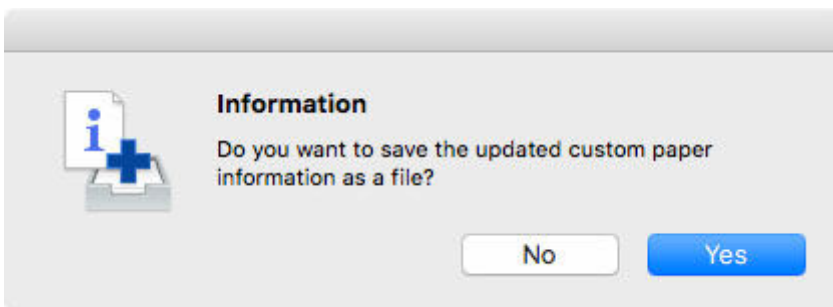 Information
Do you want to save the updated custom paper
information as a file?
No Yes